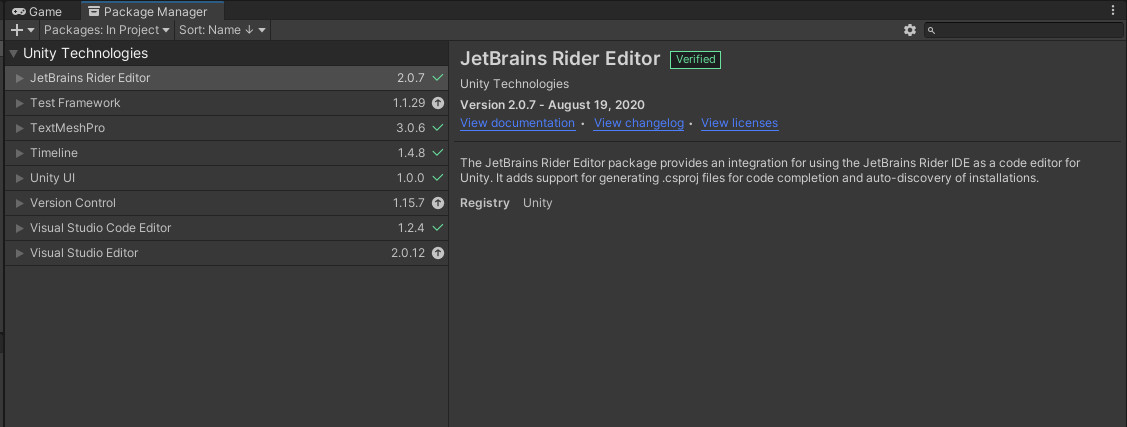 Game
Package Manager
Packages: In Project
Sort: Name ↓
Unity Technologies
JetBrains Rider Editor 2.0.7
Test Framework 1.1.29
TextMeshPro 3.0.6
Timeline 1.4.8
Unity UI 1.0.0
Version Control 1.15.7
Visual Studio Code Editor 1.2.4
Visual Studio Editor 2.0.12
JetBrains Rider Editor Verified
Unity Technologies
Version 2.0.7 - August 19, 2020
View documentation • View changelog • View licenses
The JetBrains Rider Editor package provides an integration for using the JetBrains Rider IDE as a code editor for
Unity. It adds support for generating .csproj files for code completion and auto-discovery of installations.
Registry Unity